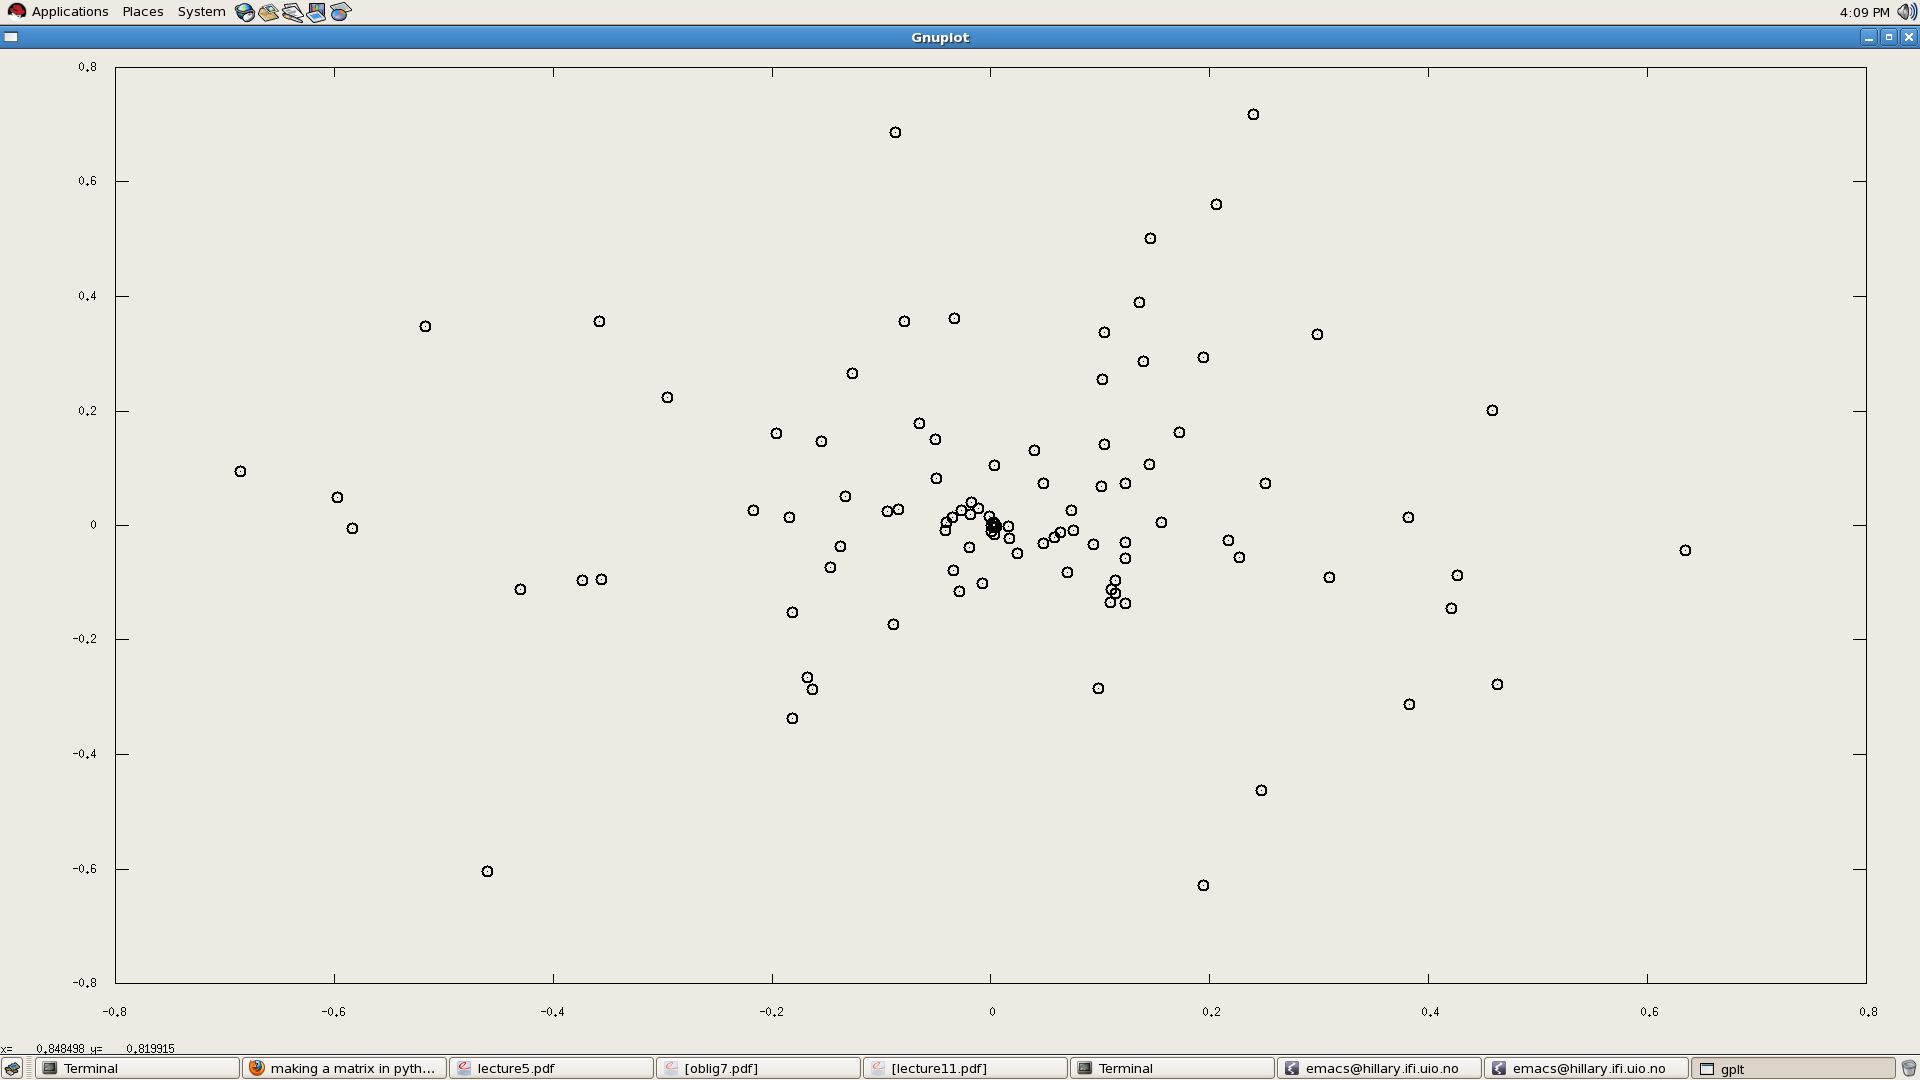 Applications Places System 4:09 PM
Gnuplot
0.8
0.6
0.4
0.2
0
-0.2
-0.4
-0.6
-0.8
-0.8 -0.6 -0.4 -0.2 0 0.2 0.4 0.6 0.8
x= 0.848498 y= 0.819915
Terminal making a matrix in pyth... lecture5.pdf [oblig7.pdf] [lecture11.pdf] Terminal emacs@hillary.ifi.uio.no emacs@hillary.ifi.uio.no gplt